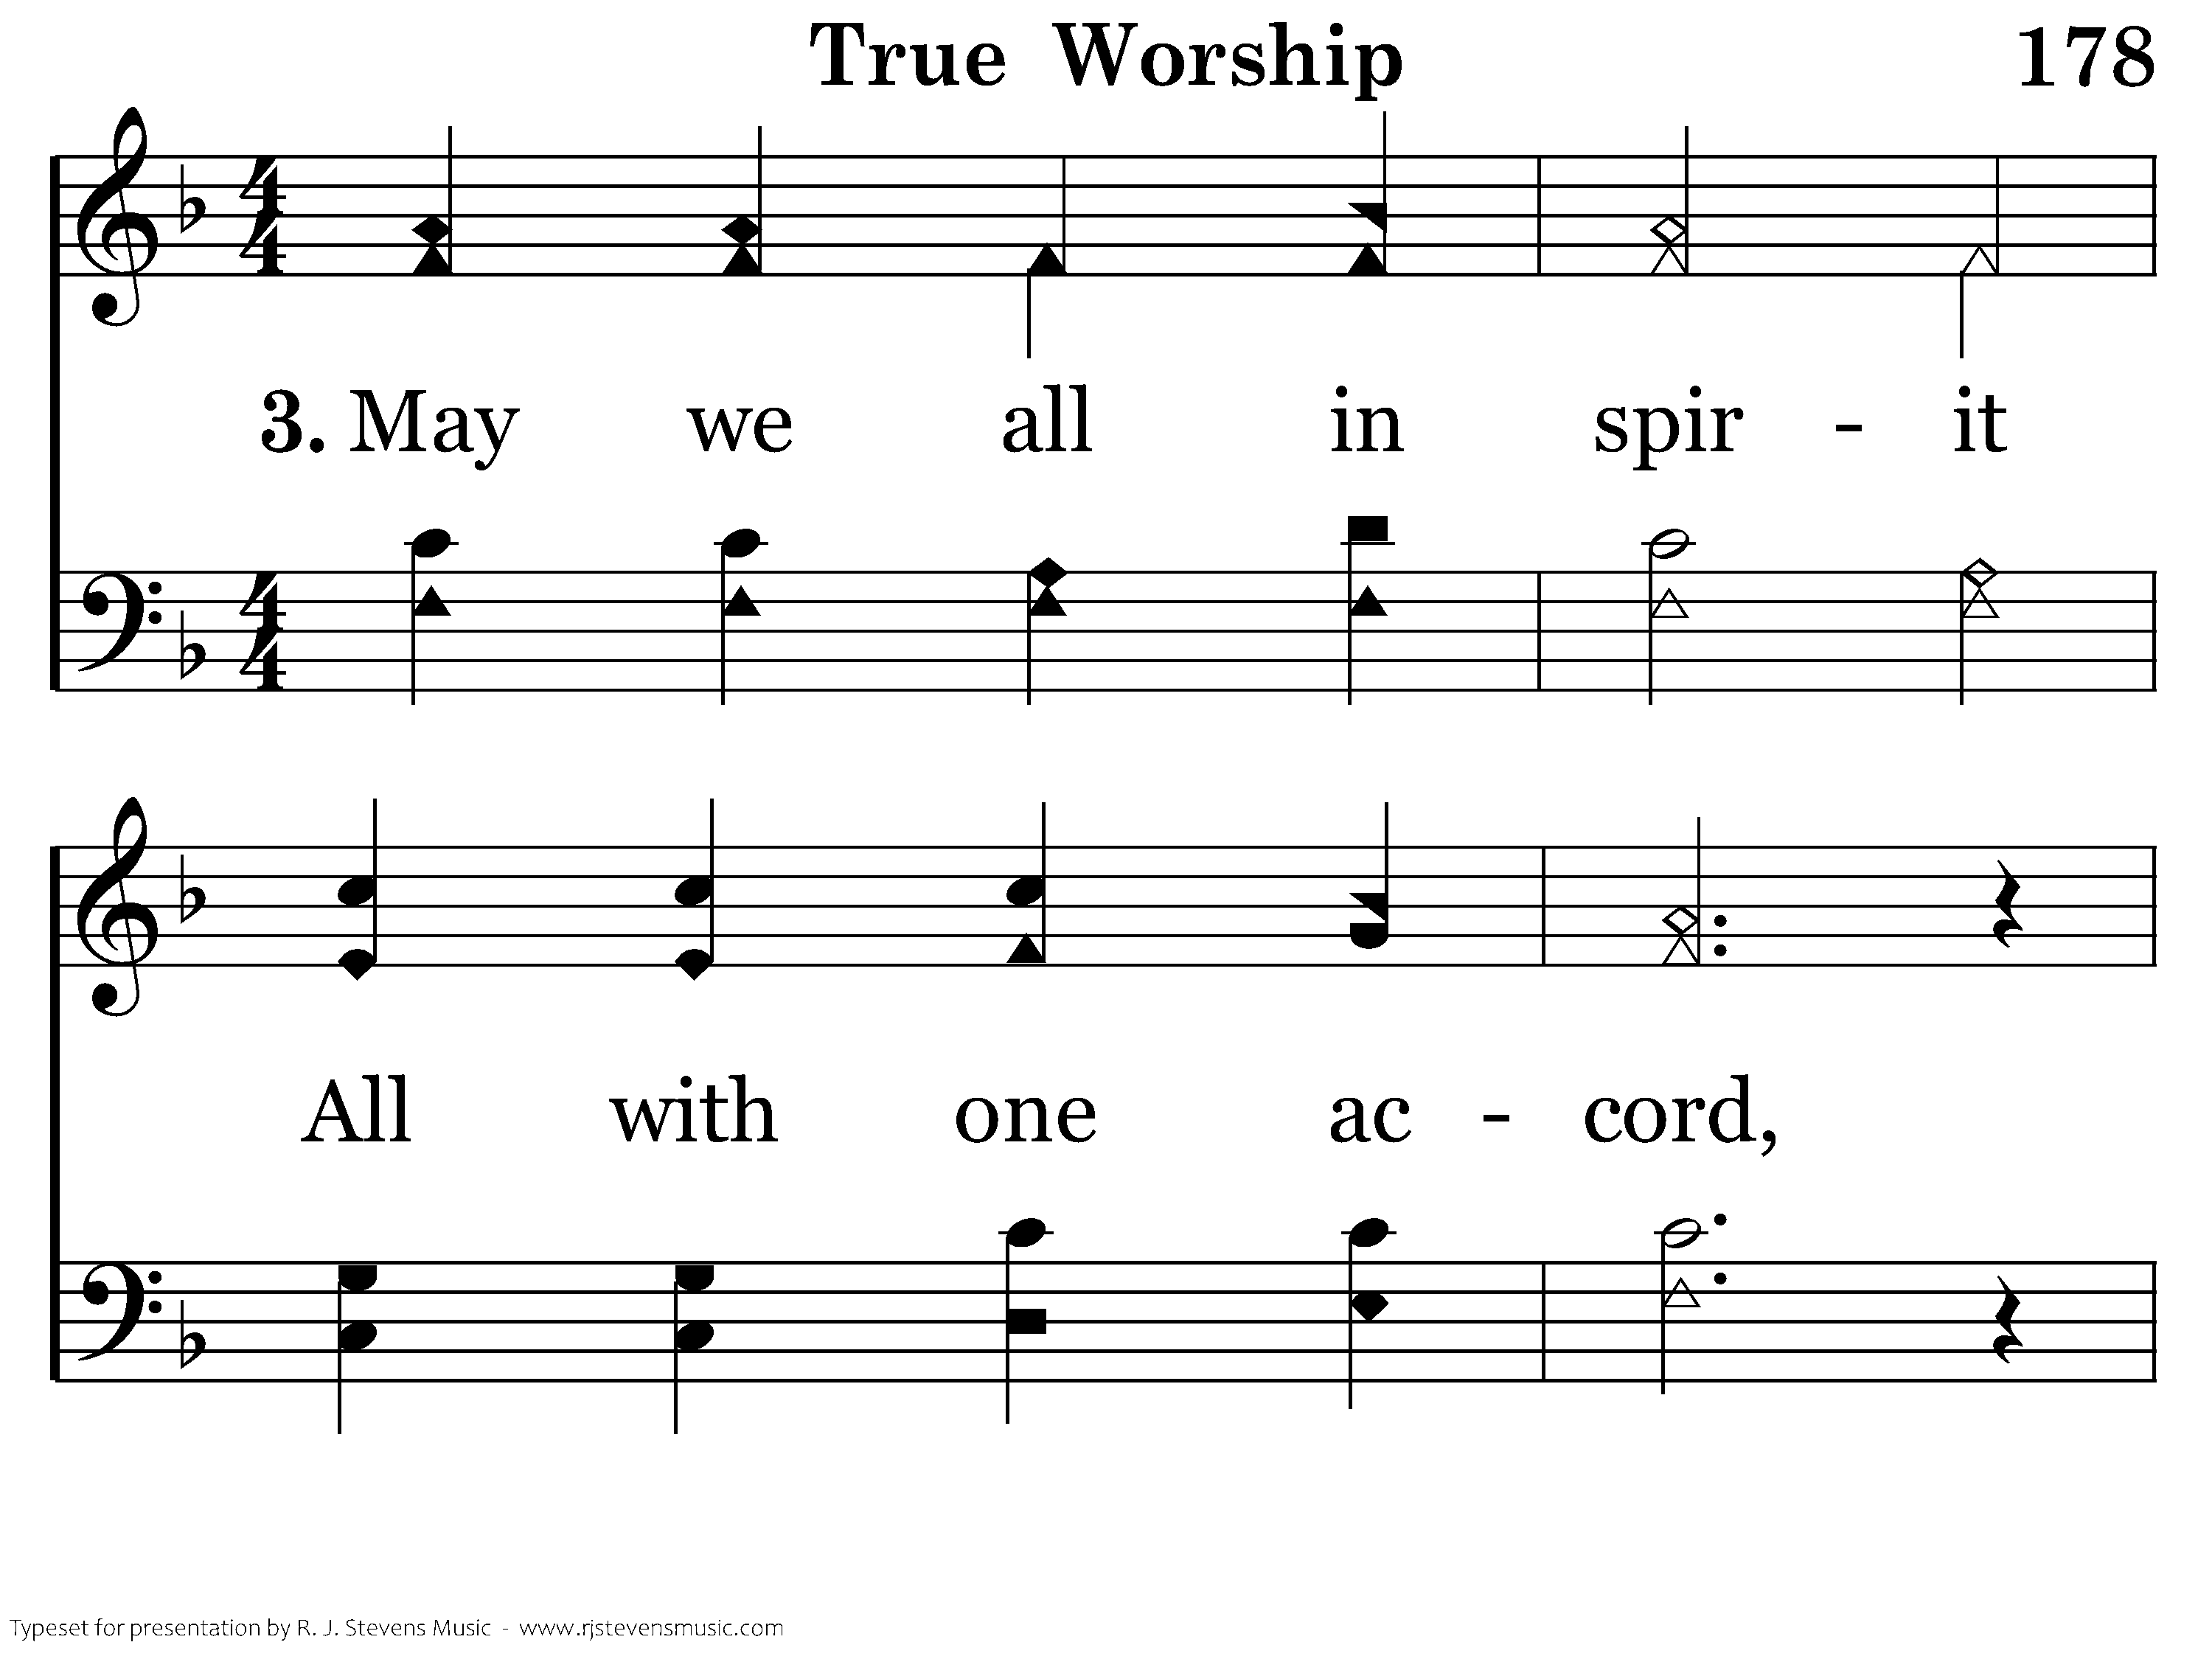 True Worship 178
3. May we all in spir - it
All with one ac - cord,
Typeset for presentation by R. J. Stevens Music - www.rjstevensmusic.com